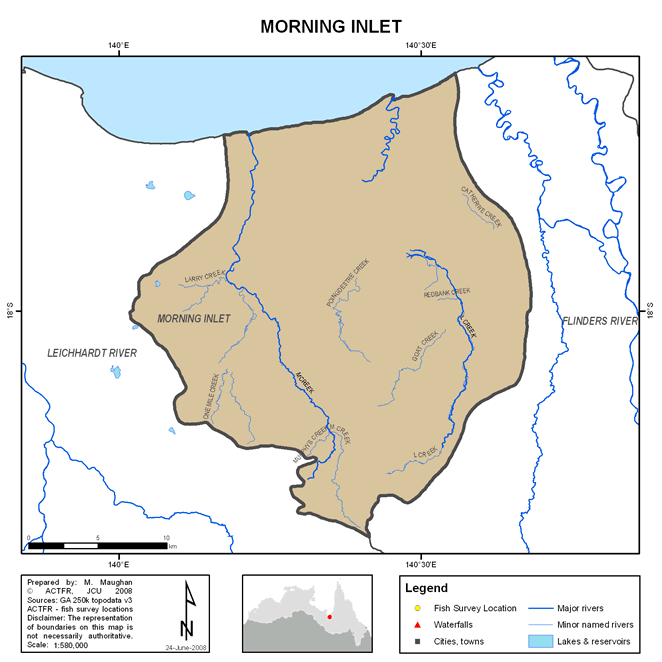 MORNING INLET
140°E
140°30'E
CATHERINE CREEK
LARRY CREEK
POINGDESTRE CREEK
REDBANK CREEK
18°S
MORNING INLET
CREEK
FLINDERS RIVER
18°S
GOAT CREEK
LEICHHARDT RIVER
M CREEK
ONE MILE CREEK
M CREEK
L CREEK
0 5 10
km
140°E
140°30'E
Prepared by: M. Maughan
© ACTFR, JCU 2008
Sources: GA 250k topodata v3
ACTFR - fish survey locations
Disclaimer: The representation
of boundaries on this map is
not necessarily authoritative.
Scale: 1:580,000
N
24-June-2008
Legend
Fish Survey Location
Major rivers
Waterfalls
Minor named rivers
Cities, towns
Lakes & reservoirs